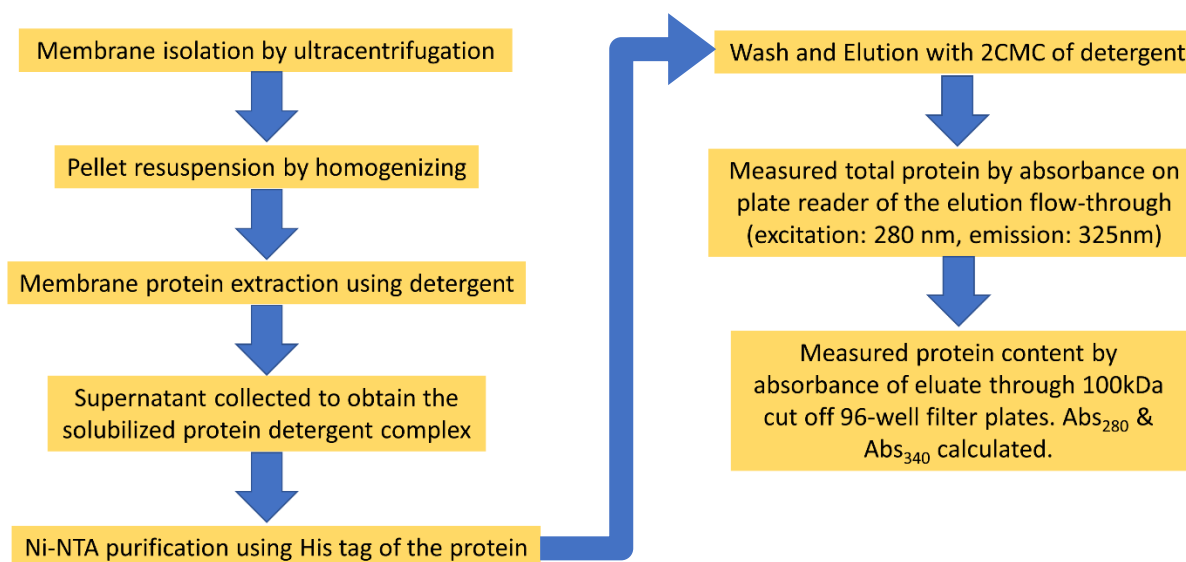 Membrane isolation by ultracentrifugation
Pellet resuspension by homogenizing
Membrane protein extraction using detergent
Supernatant collected to obtain the
solubilized protein detergent complex
Ni-NTA purification using His tag of the protein
Wash and Elution with 2CMC of detergent
Measured total protein by absorbance on
plate reader of the elution flow-through
(excitation: 280 nm, emission: 325nm)
Measured protein content by
absorbance of eluate through 100kDa
cut off 96-well filter plates. Abs₂₈₀ &
Abs₃₄₀ calculated.